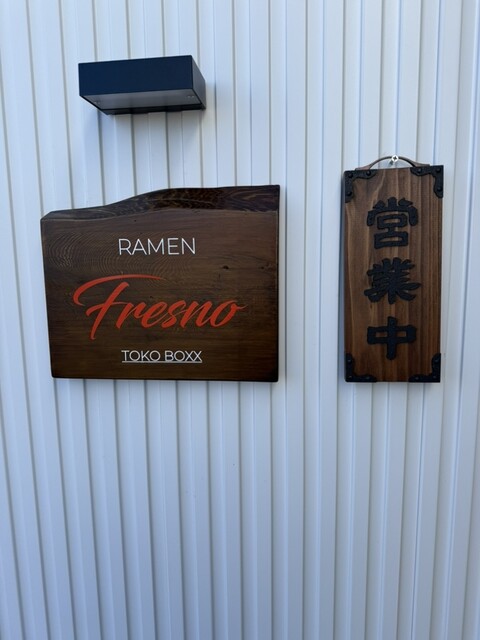 RAMEN
Fresno
TOKO BOXX
営業中